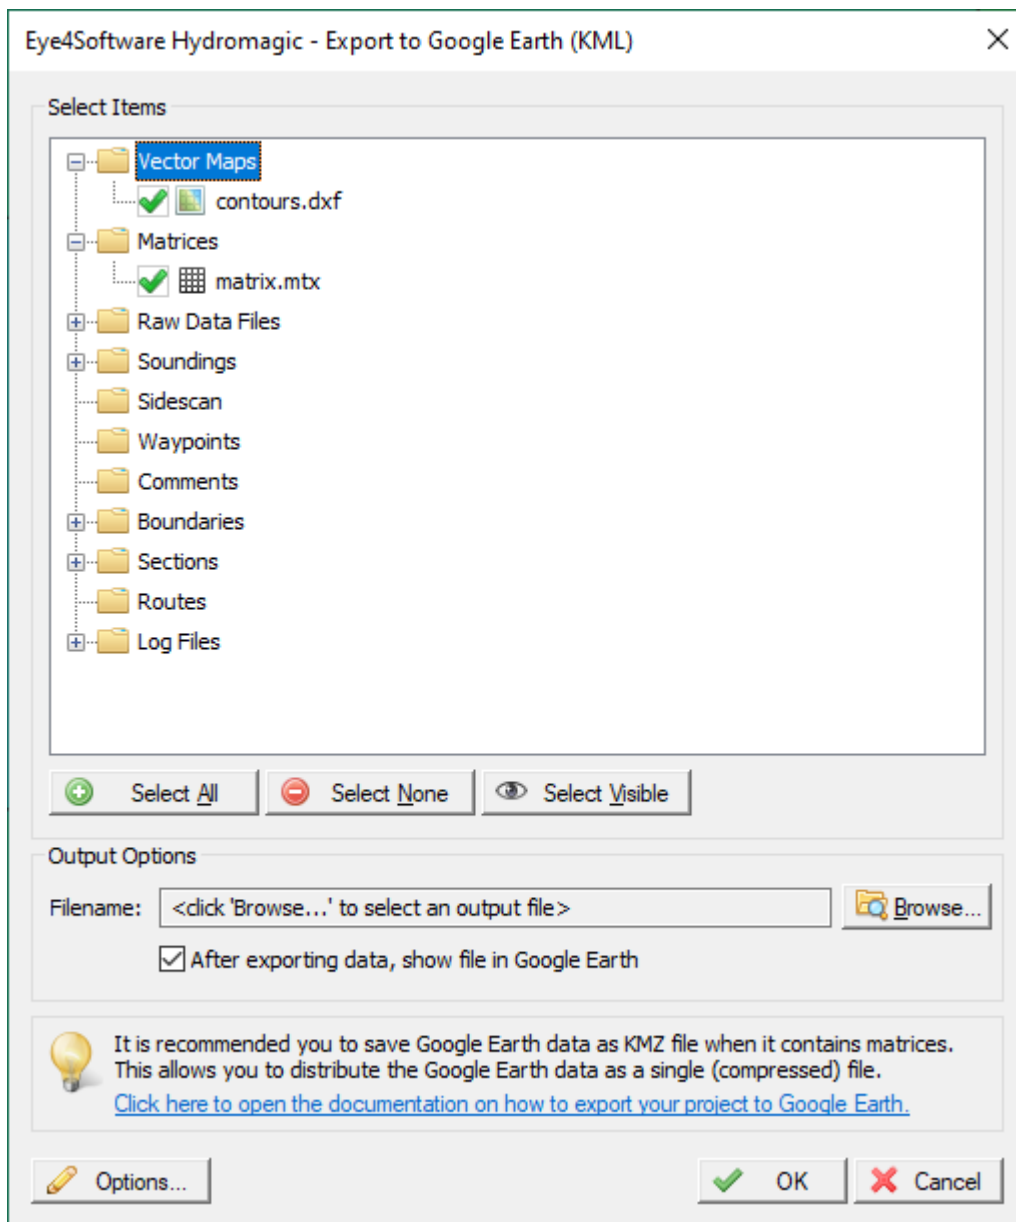 Eye4Software Hydromagic - Export to Google Earth (KML)
Select Items
Vector Maps
contours.dxf
Matrices
matrix.mtx
Raw Data Files
Soundings
Sidescan
Waypoints
Comments
Boundaries
Sections
Routes
Log Files
Select All
Select None
Select Visible
Output Options
Filename:
<click 'Browse...' to select an output file>
Browse...
After exporting data, show file in Google Earth
It is recommended you to save Google Earth data as KMZ file when it contains matrices.
This allows you to distribute the Google Earth data as a single (compressed) file.
Click here to open the documentation on how to export your project to Google Earth.
Options...
OK
Cancel